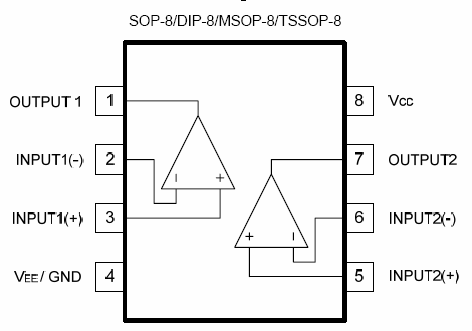 SOP-8/DIP-8/MSOP-8/TSSOP-8
OUTPUT 1 1 8 Vcc
INPUT1(-) 2 7 OUTPUT2
- +
INPUT1(+) 3 6 INPUT2(-)
+ -
VEE / GND 4 5 INPUT2(+)